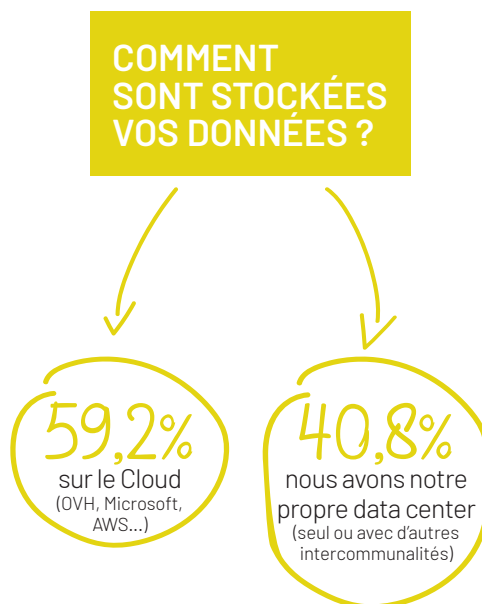 COMMENT
SONT STOCKÉES
VOS DONNÉES ?
59,2%
sur le Cloud
(OVH, Microsoft,
AWS...)
40,8%
nous avons notre
propre data center
(seul ou avec d'autres
intercommunalités)